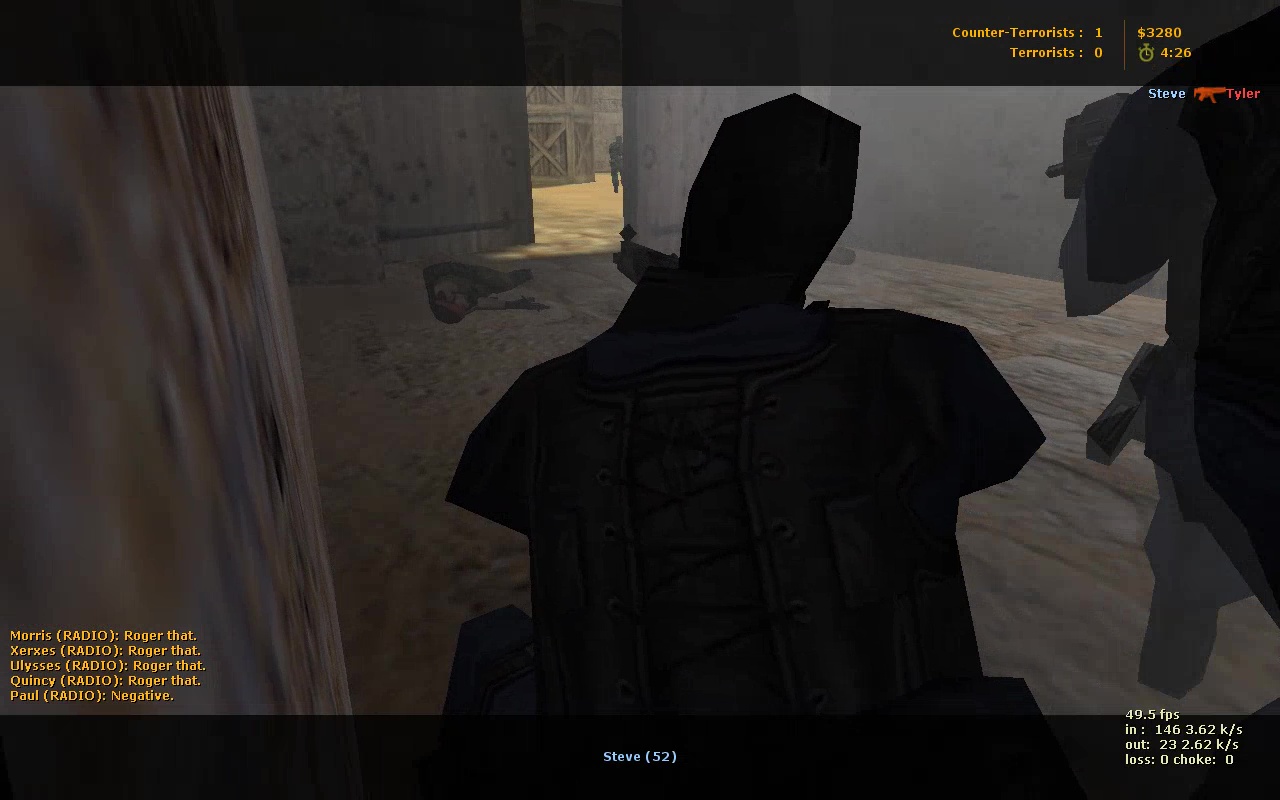 Counter-Terrorists : 1 $3280
Terrorists : 0 4:26
Steve Tyler
Morris (RADIO): Roger that.
Xerxes (RADIO): Roger that.
Ulysses (RADIO): Roger that.
Quincy (RADIO): Roger that.
Paul (RADIO): Negative.
49.5 fps
in : 146 3.62 k/s
out: 23 2.62 k/s
loss: 0 choke: 0
Steve (52)